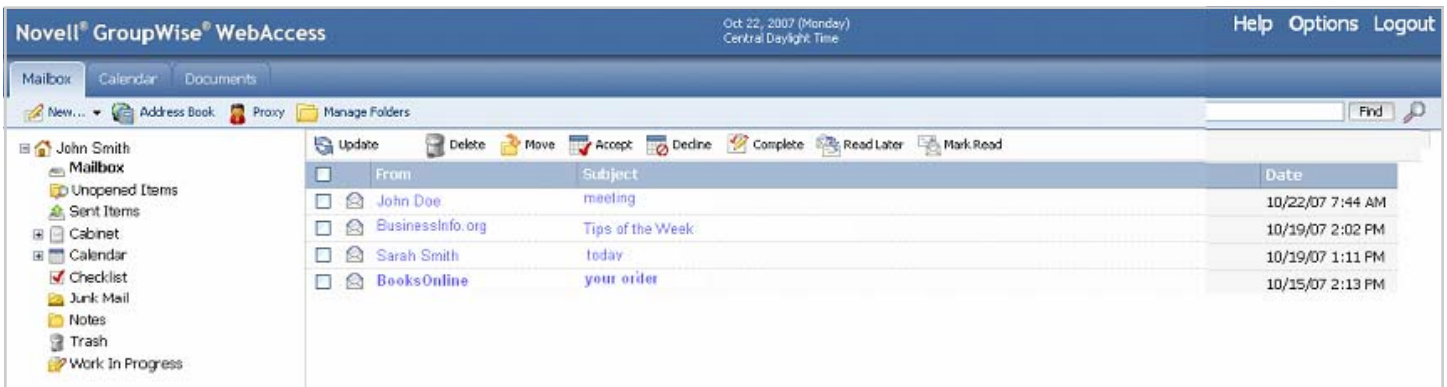 Novell® GroupWise® WebAccess
Oct 22, 2007 (Monday)
Central Daylight Time
Help Options Logout
Mailbox Calendar Documents
New... Address Book Proxy Manage Folders Find
John Smith
Mailbox
Unopened Items
Sent Items
Cabinet
Calendar
Checklist
Junk Mail
Notes
Trash
Work In Progress
Update Delete Move Accept Decline Complete Read Later Mark Read
From Subject Date
John Doe meeting 10/22/07 7:44 AM
BusinessInfo.org Tips of the Week 10/19/07 2:02 PM
Sarah Smith today 10/19/07 1:11 PM
BooksOnline your order 10/15/07 2:13 PM